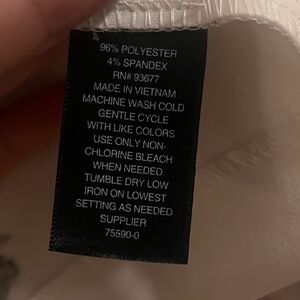 96% POLYESTER
4% SPANDEX
RN# 93677
MADE IN VIETNAM
MACHINE WASH COLD
GENTLE CYCLE
WITH LIKE COLORS
USE ONLY NON-
CHLORINE BLEACH
WHEN NEEDED
TUMBLE DRY LOW
IRON ON LOWEST
SETTING AS NEEDED
SUPPLIER
75590-0